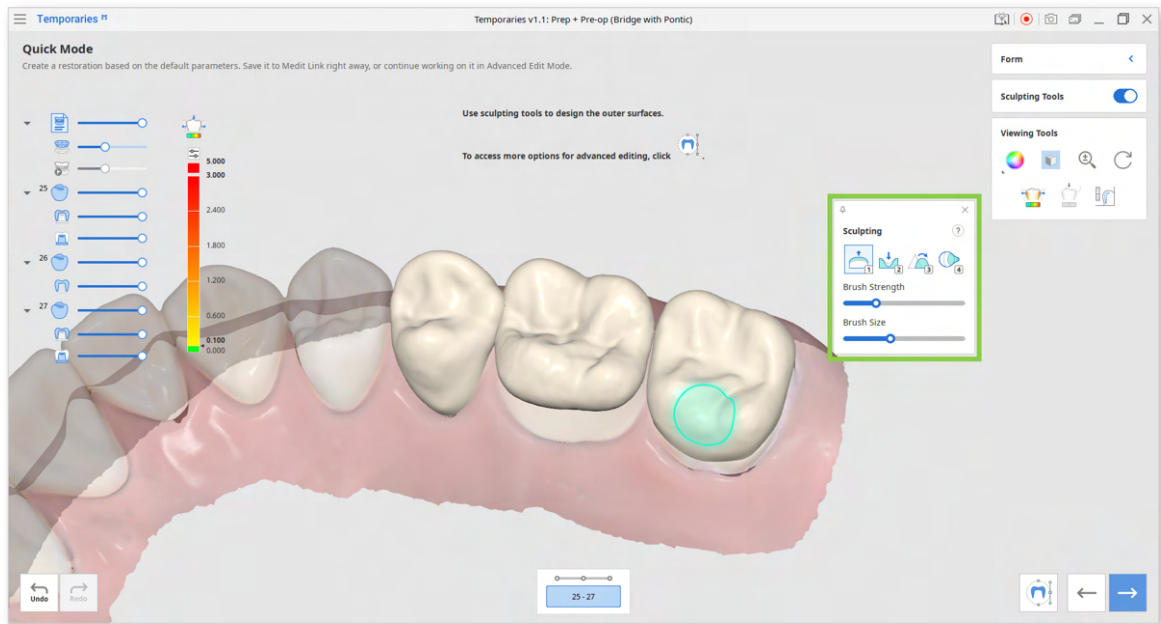 Temporaries
Temporaries v1.1: Prep + Pre-op (Bridge with Pontic)
Quick Mode
Create a restoration based on the default parameters. Save it to Medit Link right away, or continue working on it in Advanced Edit Mode.
Form
Sculpting Tools
Viewing Tools
Use sculpting tools to design the outer surfaces.
To access more options for advanced editing, click .
5.000
3.000
2.400
1.800
1.200
0.600
0.100
0.000
25
26
27
Sculpting
?
1
2
3
4
Brush Strength
Brush Size
Undo
Redo
25 - 27